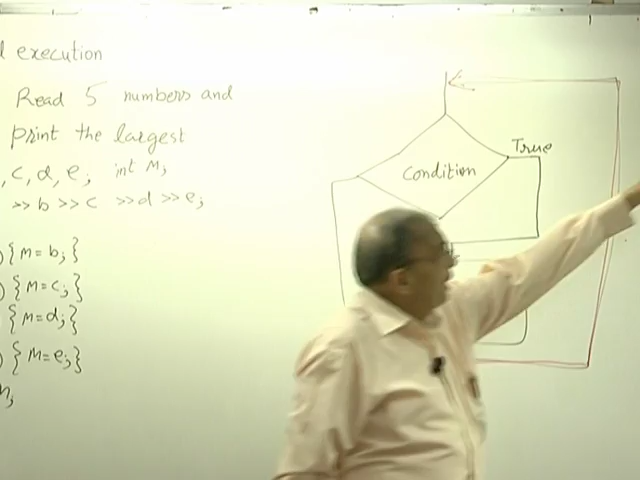 execution
Read 5 numbers and
print the largest
, c, d, e; int M;
>> b >> c >> d >> e;
) { M = b; }
) { M = c; }
{ M = d; }
) { M = e; }
M;
True
Condition